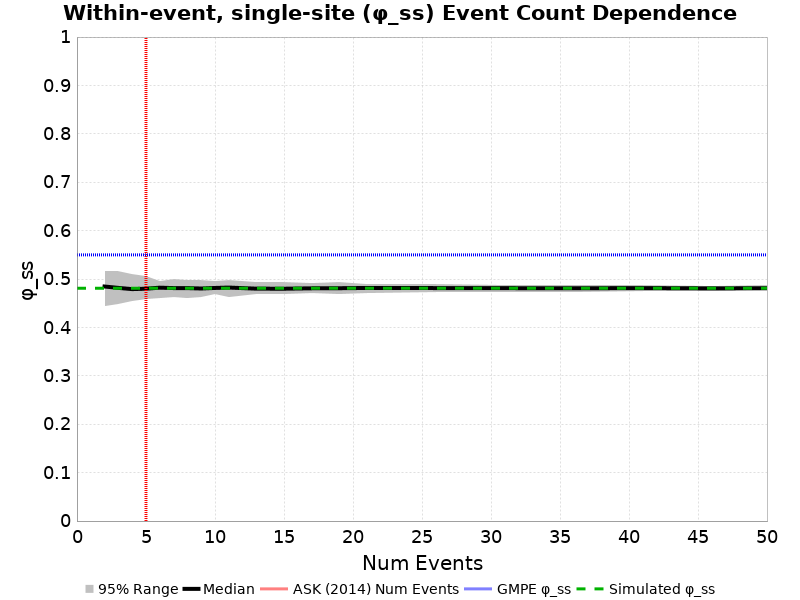 Within-event, single-site (φ_ss) Event Count Dependence
1
0.9
0.8
0.7
0.6
0.5
0.4
0.3
0.2
0.1
0
φ_ss
0 5 10 15 20 25 30 35 40 45 50
Num Events
95% Range Median ASK (2014) Num Events GMPE φ_ss Simulated φ_ss